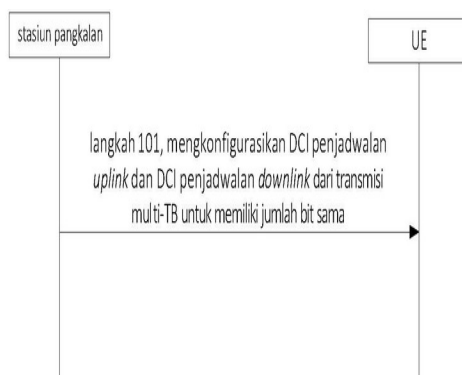 stasiun pangkalan
UE
langkah 101, mengkonfigurasikan DCI penjadwalan
uplink dan DCI penjadwalan downlink dari transmisi
multi-TB untuk memiliki jumlah bit sama